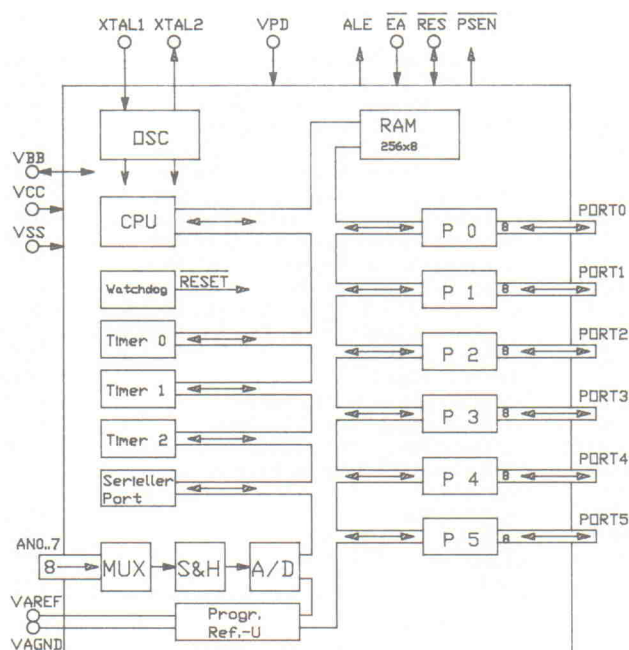 XTAL1 XTAL2 VPD ALE EA RES PSEN
OSC
RAM
256x8
VBB
VCC
VSS
CPU
P 0
8
PORT0
Watchdog
RESET
P 1
8
PORT1
Timer 0
P 2
8
PORT2
Timer 1
P 3
8
PORT3
Timer 2
P 4
8
PORT4
Serieller
Port
P 5
8
PORT5
AN0..7
8
MUX
S&H
A/D
VAREF
VAGND
Progr.
Ref.-U